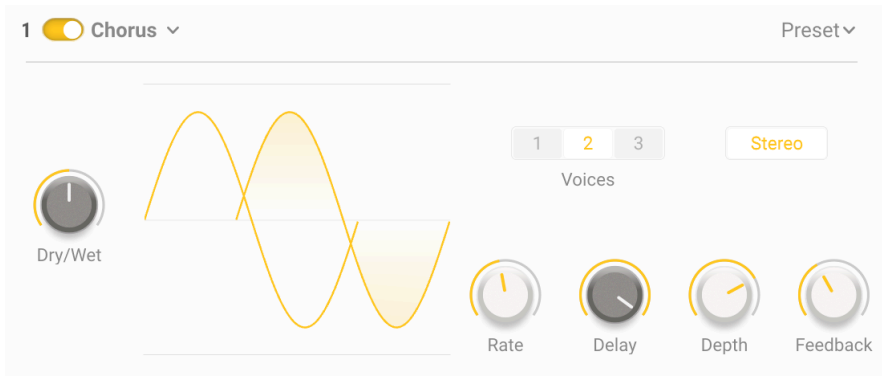 1 Chorus
Preset
1 2 3
Stereo
Voices
Dry/Wet
Rate
Delay
Depth
Feedback